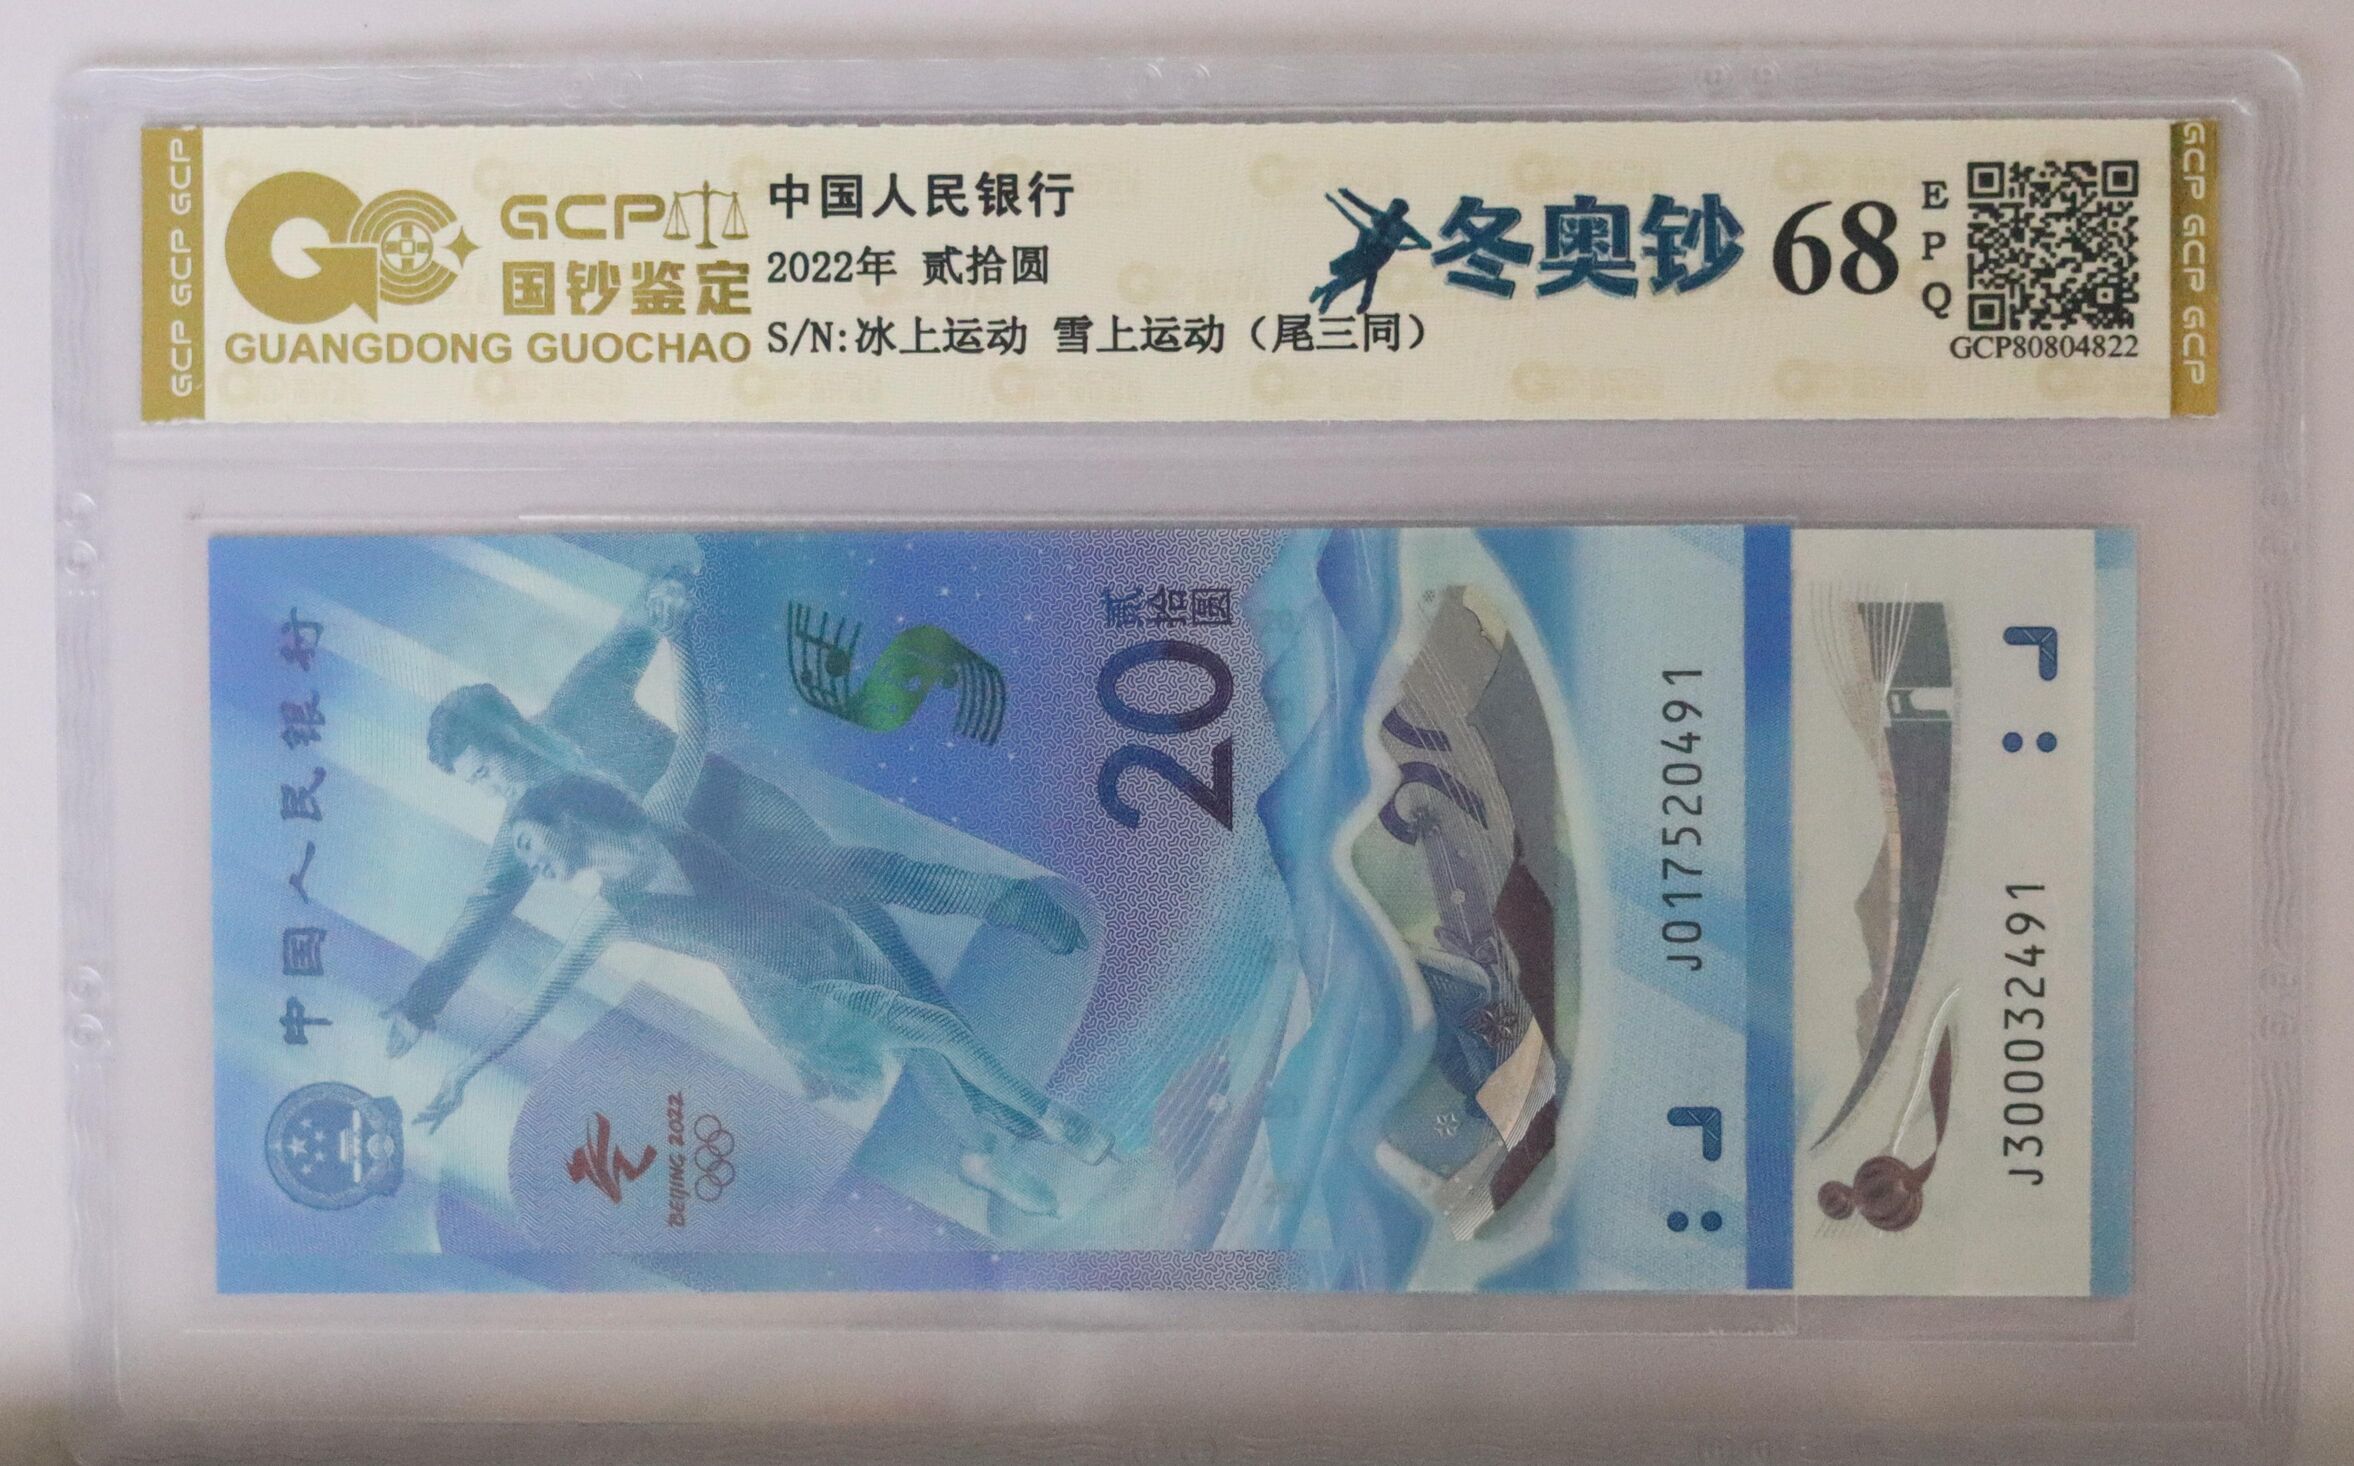 GCP GCP GCP
GCP
国钞鉴定
GUANGDONG GUOCHAO
中国人民银行
2022年 贰拾圆
S/N:冰上运动 雪上运动（尾三同）
冬奥钞
68
EPQ
GCP80804822
GCP GCP GCP
中国人民银行
BEIJING 2022
贰拾圆
20
20
J017520491
J300032491